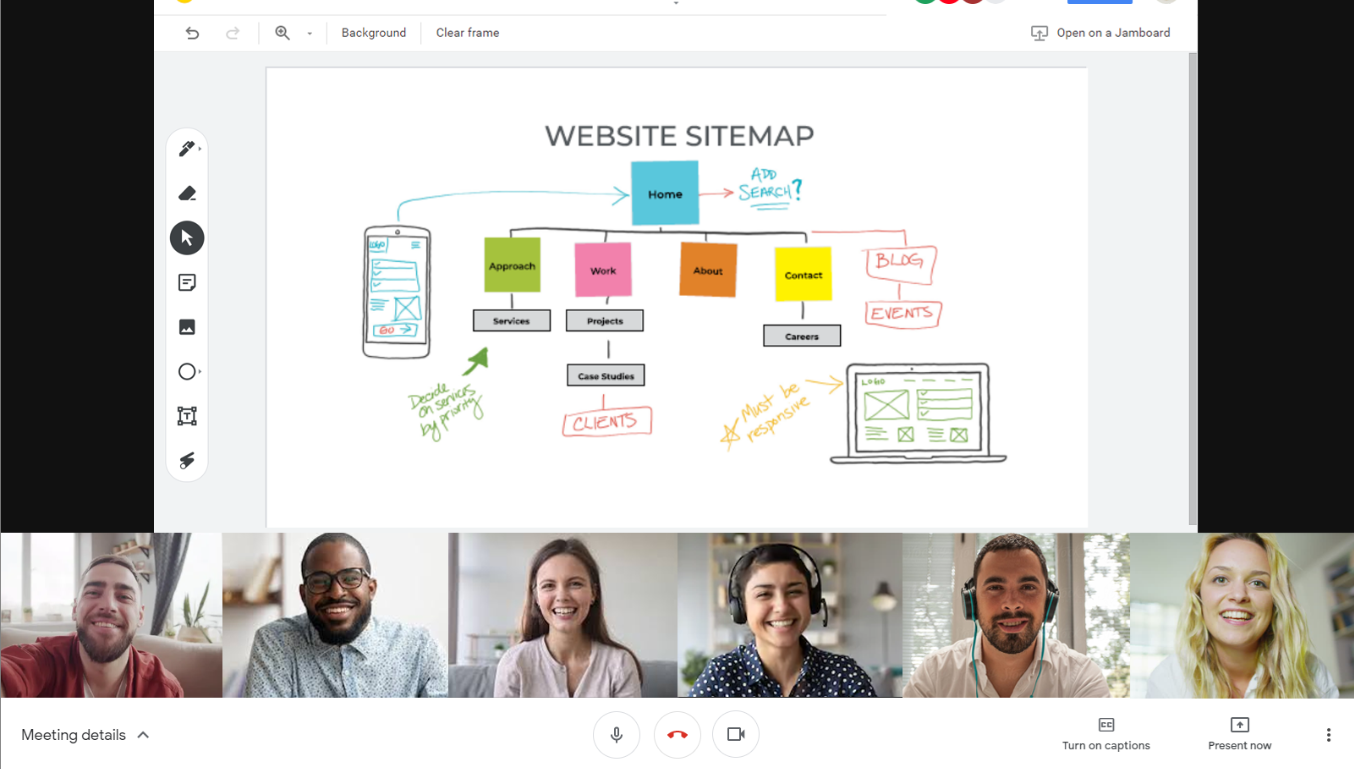 Background
Clear frame
Open on a Jamboard
WEBSITE SITEMAP
Home
ADD
SEARCH?
LOGO
GO
Approach
Work
About
Contact
BLOG
Services
Projects
Careers
EVENTS
Case Studies
CLIENTS
Decide
on services
by priority
Must be
responsive
LOGO
Meeting details
CC
Turn on captions
Present now